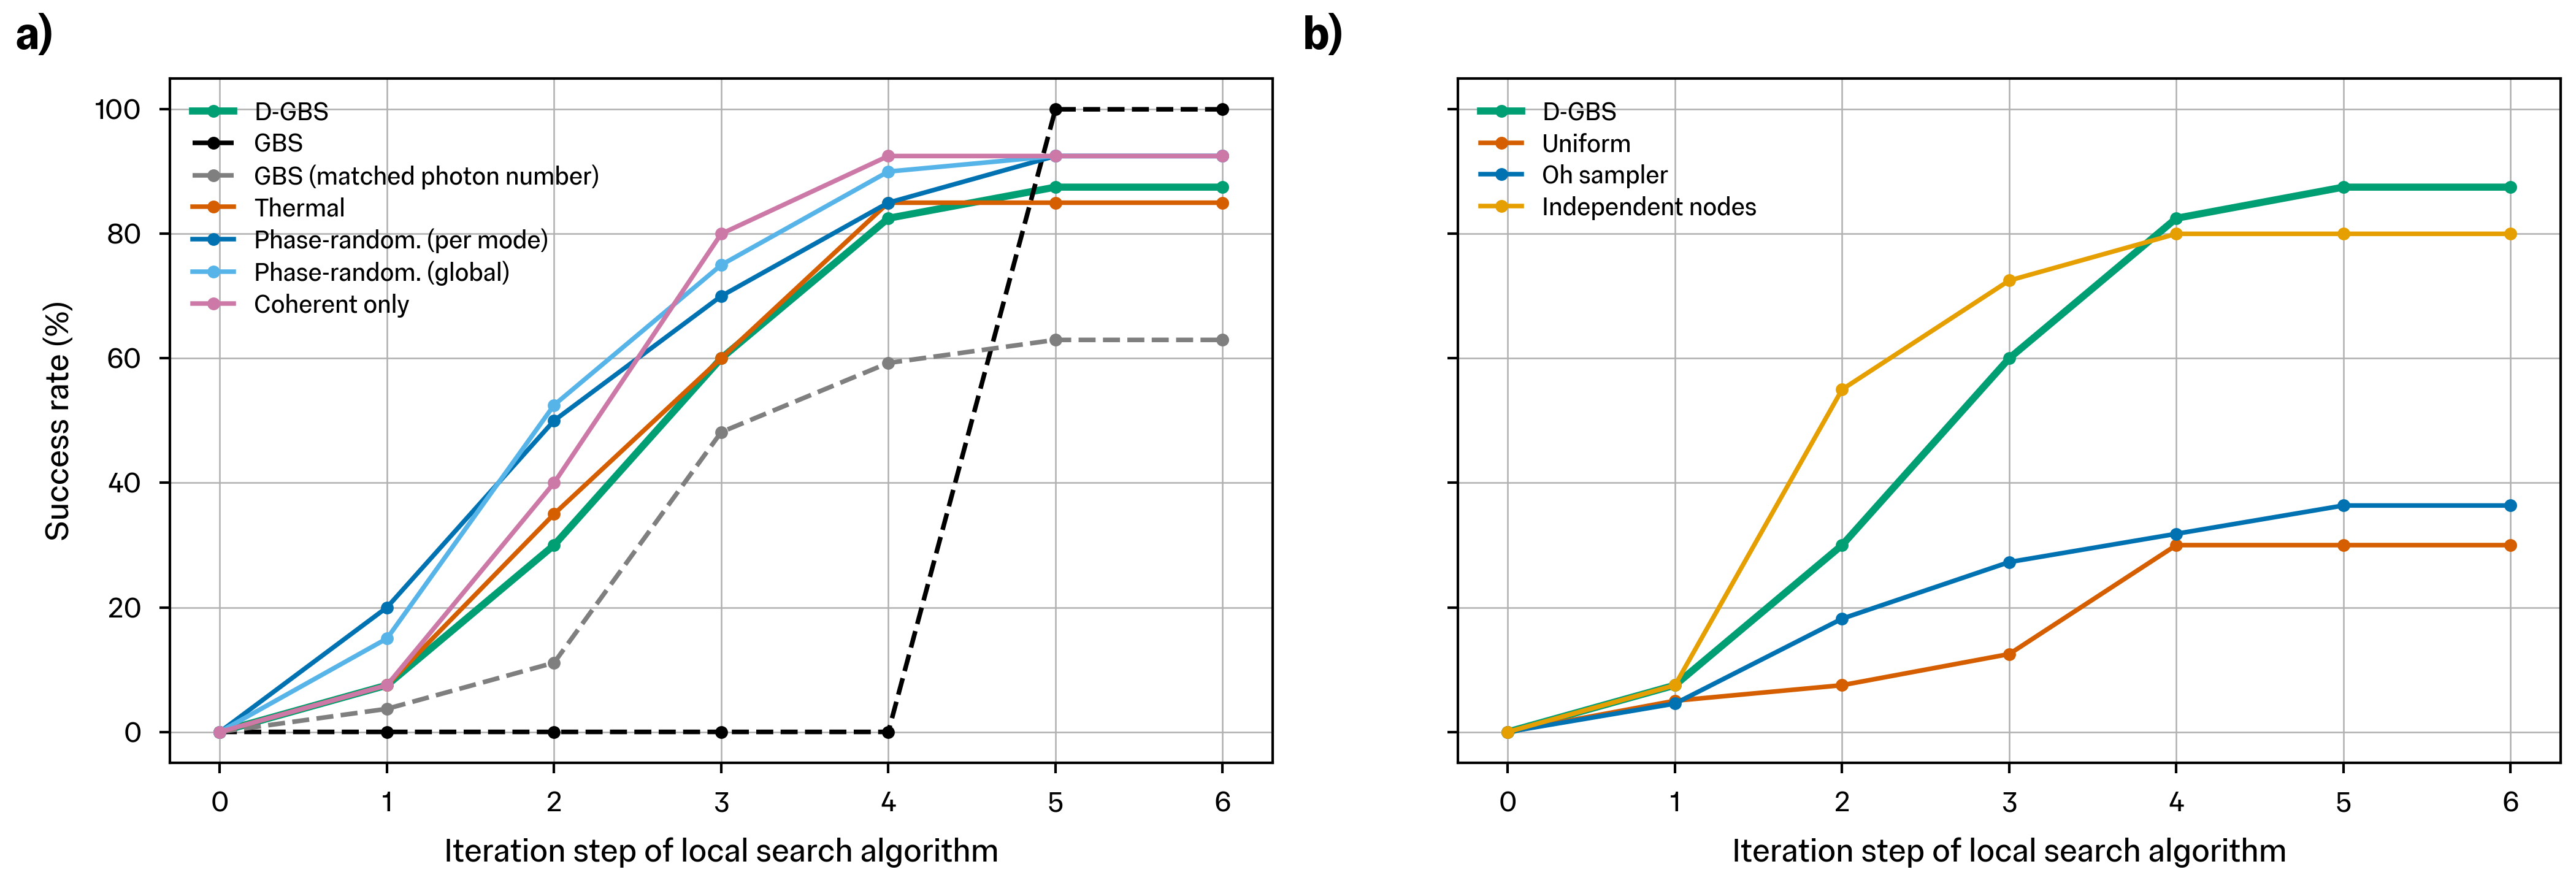 a)
D-GBS
GBS
GBS (matched photon number)
Thermal
Phase-random. (per mode)
Phase-random. (global)
Coherent only
Success rate (%)
100
80
60
40
20
0
0 1 2 3 4 5 6
Iteration step of local search algorithm
b)
D-GBS
Uniform
Oh sampler
Independent nodes
0 1 2 3 4 5 6
Iteration step of local search algorithm